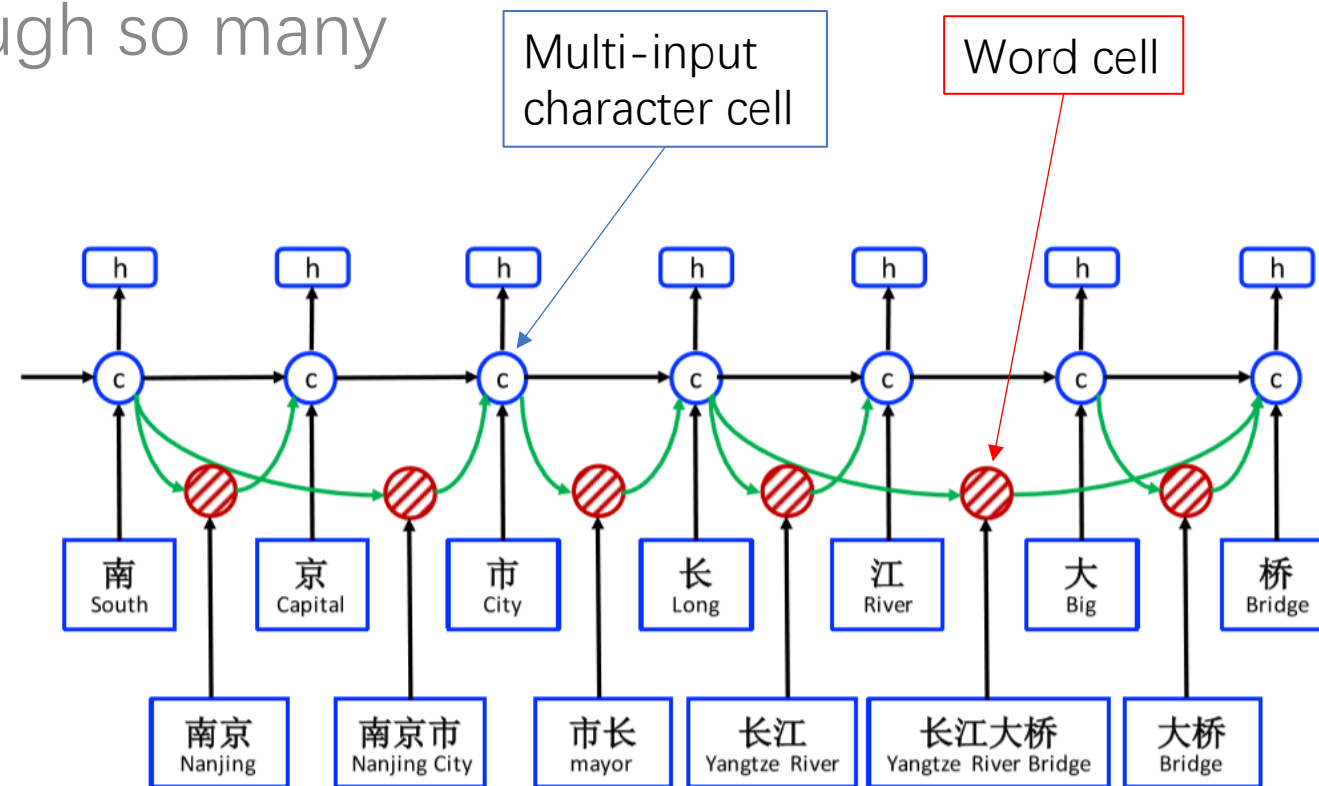 ugh so many
Multi-input
character cell
Word cell
h h h h h h h
c c c c c c c
南 京 市 长 江 大 桥
South Capital City Long River Big Bridge
南京 南京市 市长 长江 长江大桥 大桥
Nanjing Nanjing City mayor Yangtze River Yangtze River Bridge Bridge